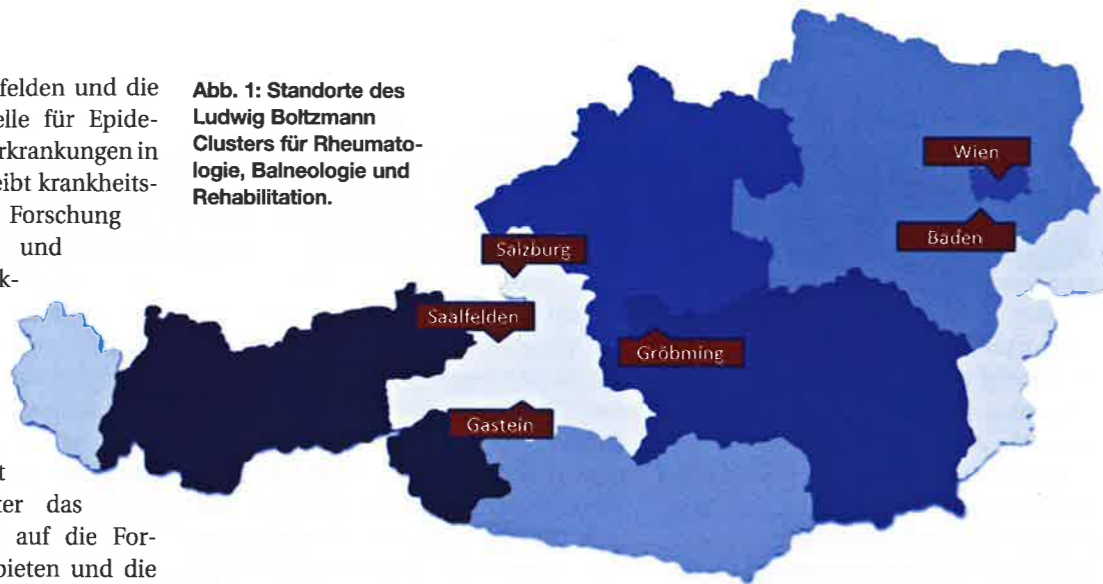 felden und die
elle für Epide-
rkrankungen in
eibt krankheits-
Forschung
und
k-
t
ter das
auf die For-
bieten und die
Abb. 1: Standorte des
Ludwig Boltzmann
Clusters für Rheumato-
logie, Balneologie und
Rehabilitation.
Wien
Baden
Salzburg
Saalfelden
Gröbming
Gastein